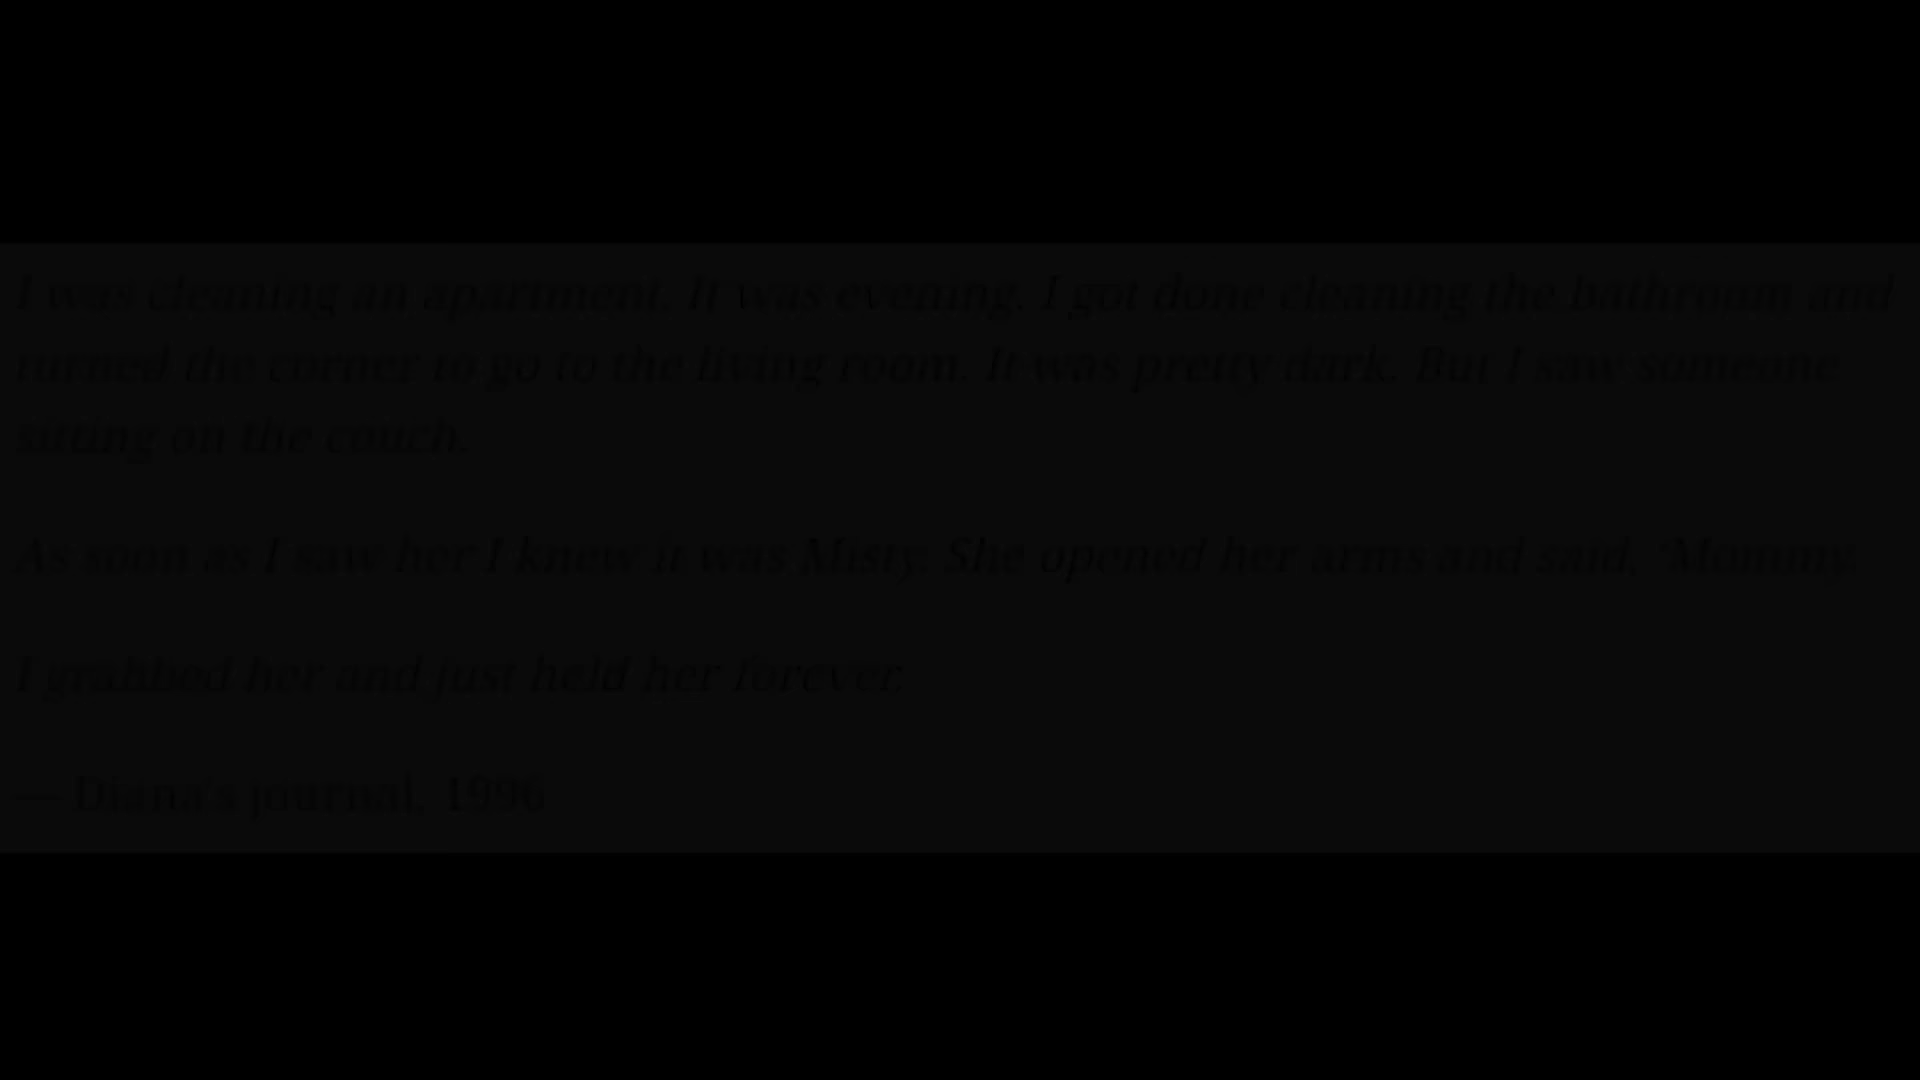 I was cleaning an apartment. It was evening. I got done cleaning the bathroom and
turned the corner to go to the living room. It was pretty dark. But I saw someone
sitting on the couch.
As soon as I saw her I knew it was Misty. She opened her arms and said, 'Mommy.
I grabbed her and just held her forever.
— Diana's journal, 1996